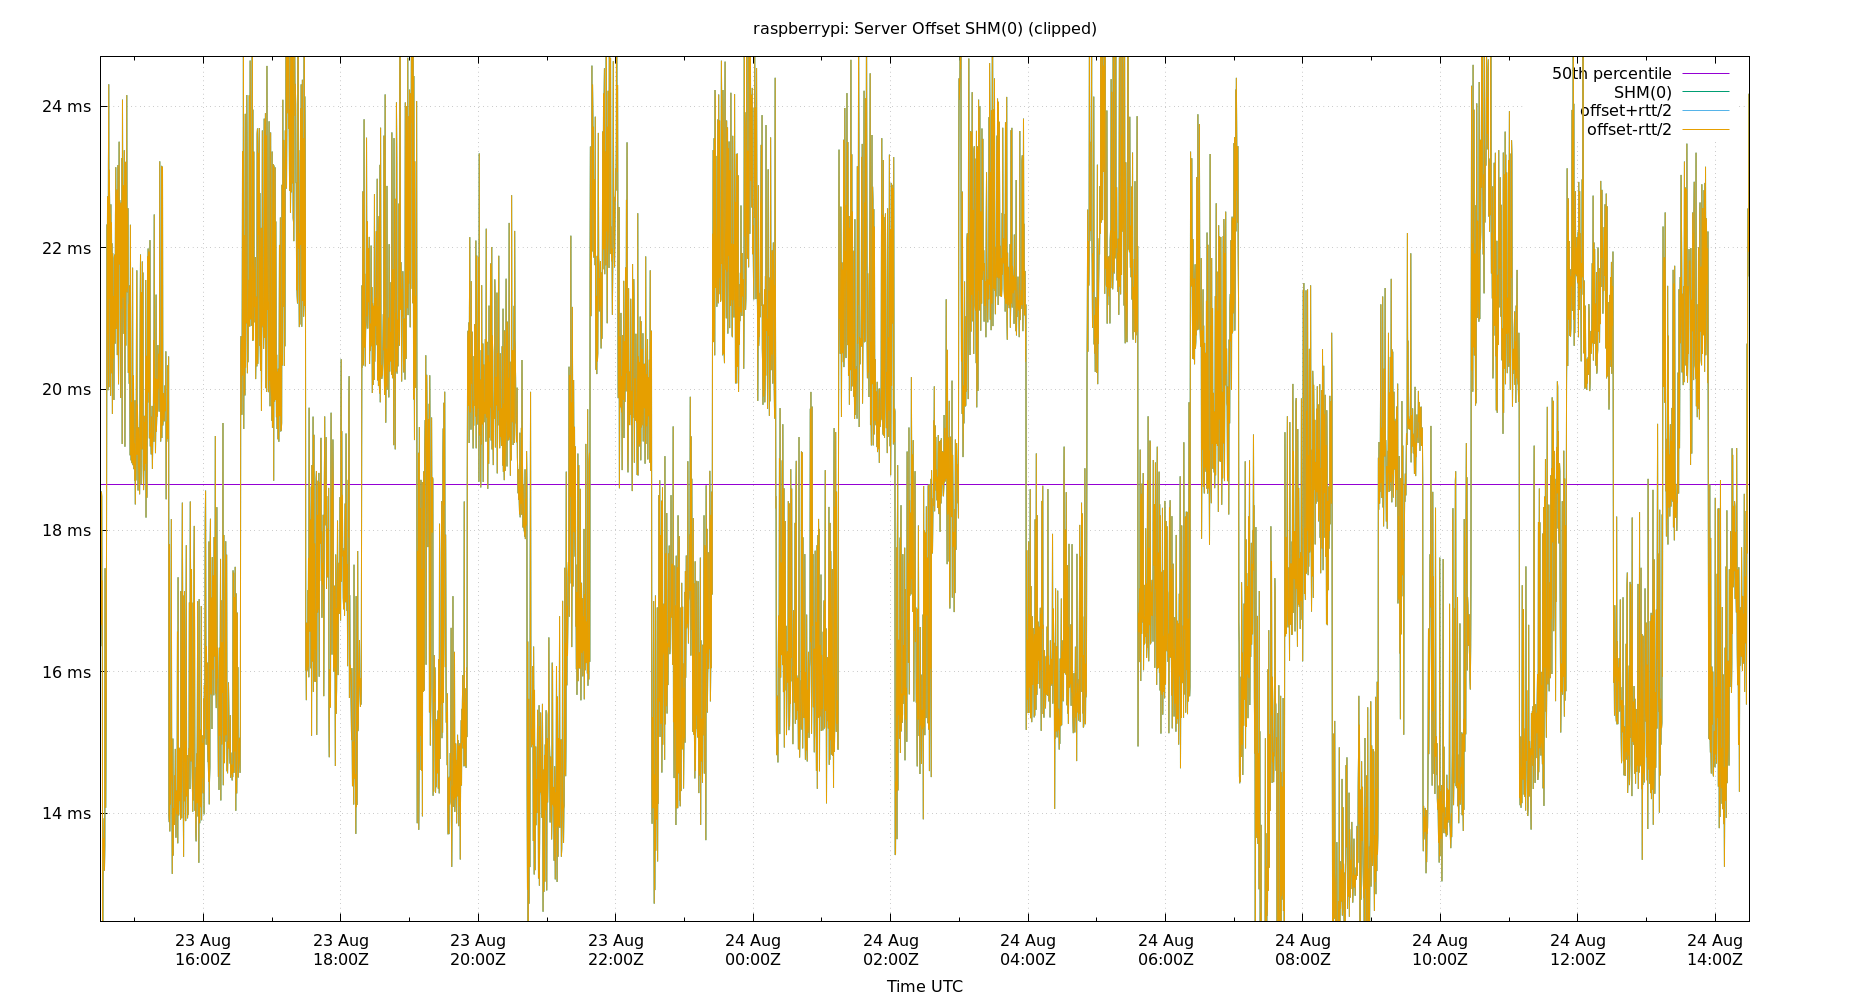 raspberrypi: Server Offset SHM(0) (clipped)
50th percentile
SHM(0)
offset+rtt/2
offset-rtt/2
24 ms
22 ms
20 ms
18 ms
16 ms
14 ms
23 Aug 23 Aug 23 Aug 23 Aug 24 Aug 24 Aug 24 Aug 24 Aug 24 Aug 24 Aug 24 Aug 24 Aug
16:00Z 18:00Z 20:00Z 22:00Z 00:00Z 02:00Z 04:00Z 06:00Z 08:00Z 10:00Z 12:00Z 14:00Z
Time UTC